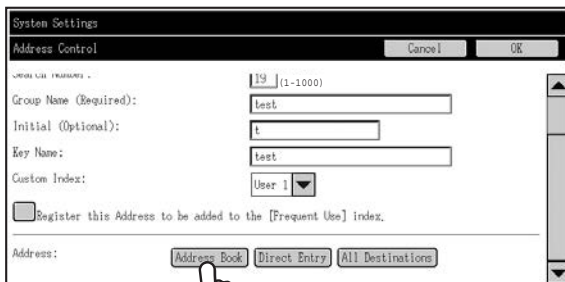 System Settings
Address Control Cancel OK
Search Number: 19 (1-1000)
Group Name (Required): test
Initial (Optional): t
Key Name: test
Custom Index: User 1
Register this Address to be added to the [Frequent Use] index.
Address: Address Book Direct Entry All Destinations